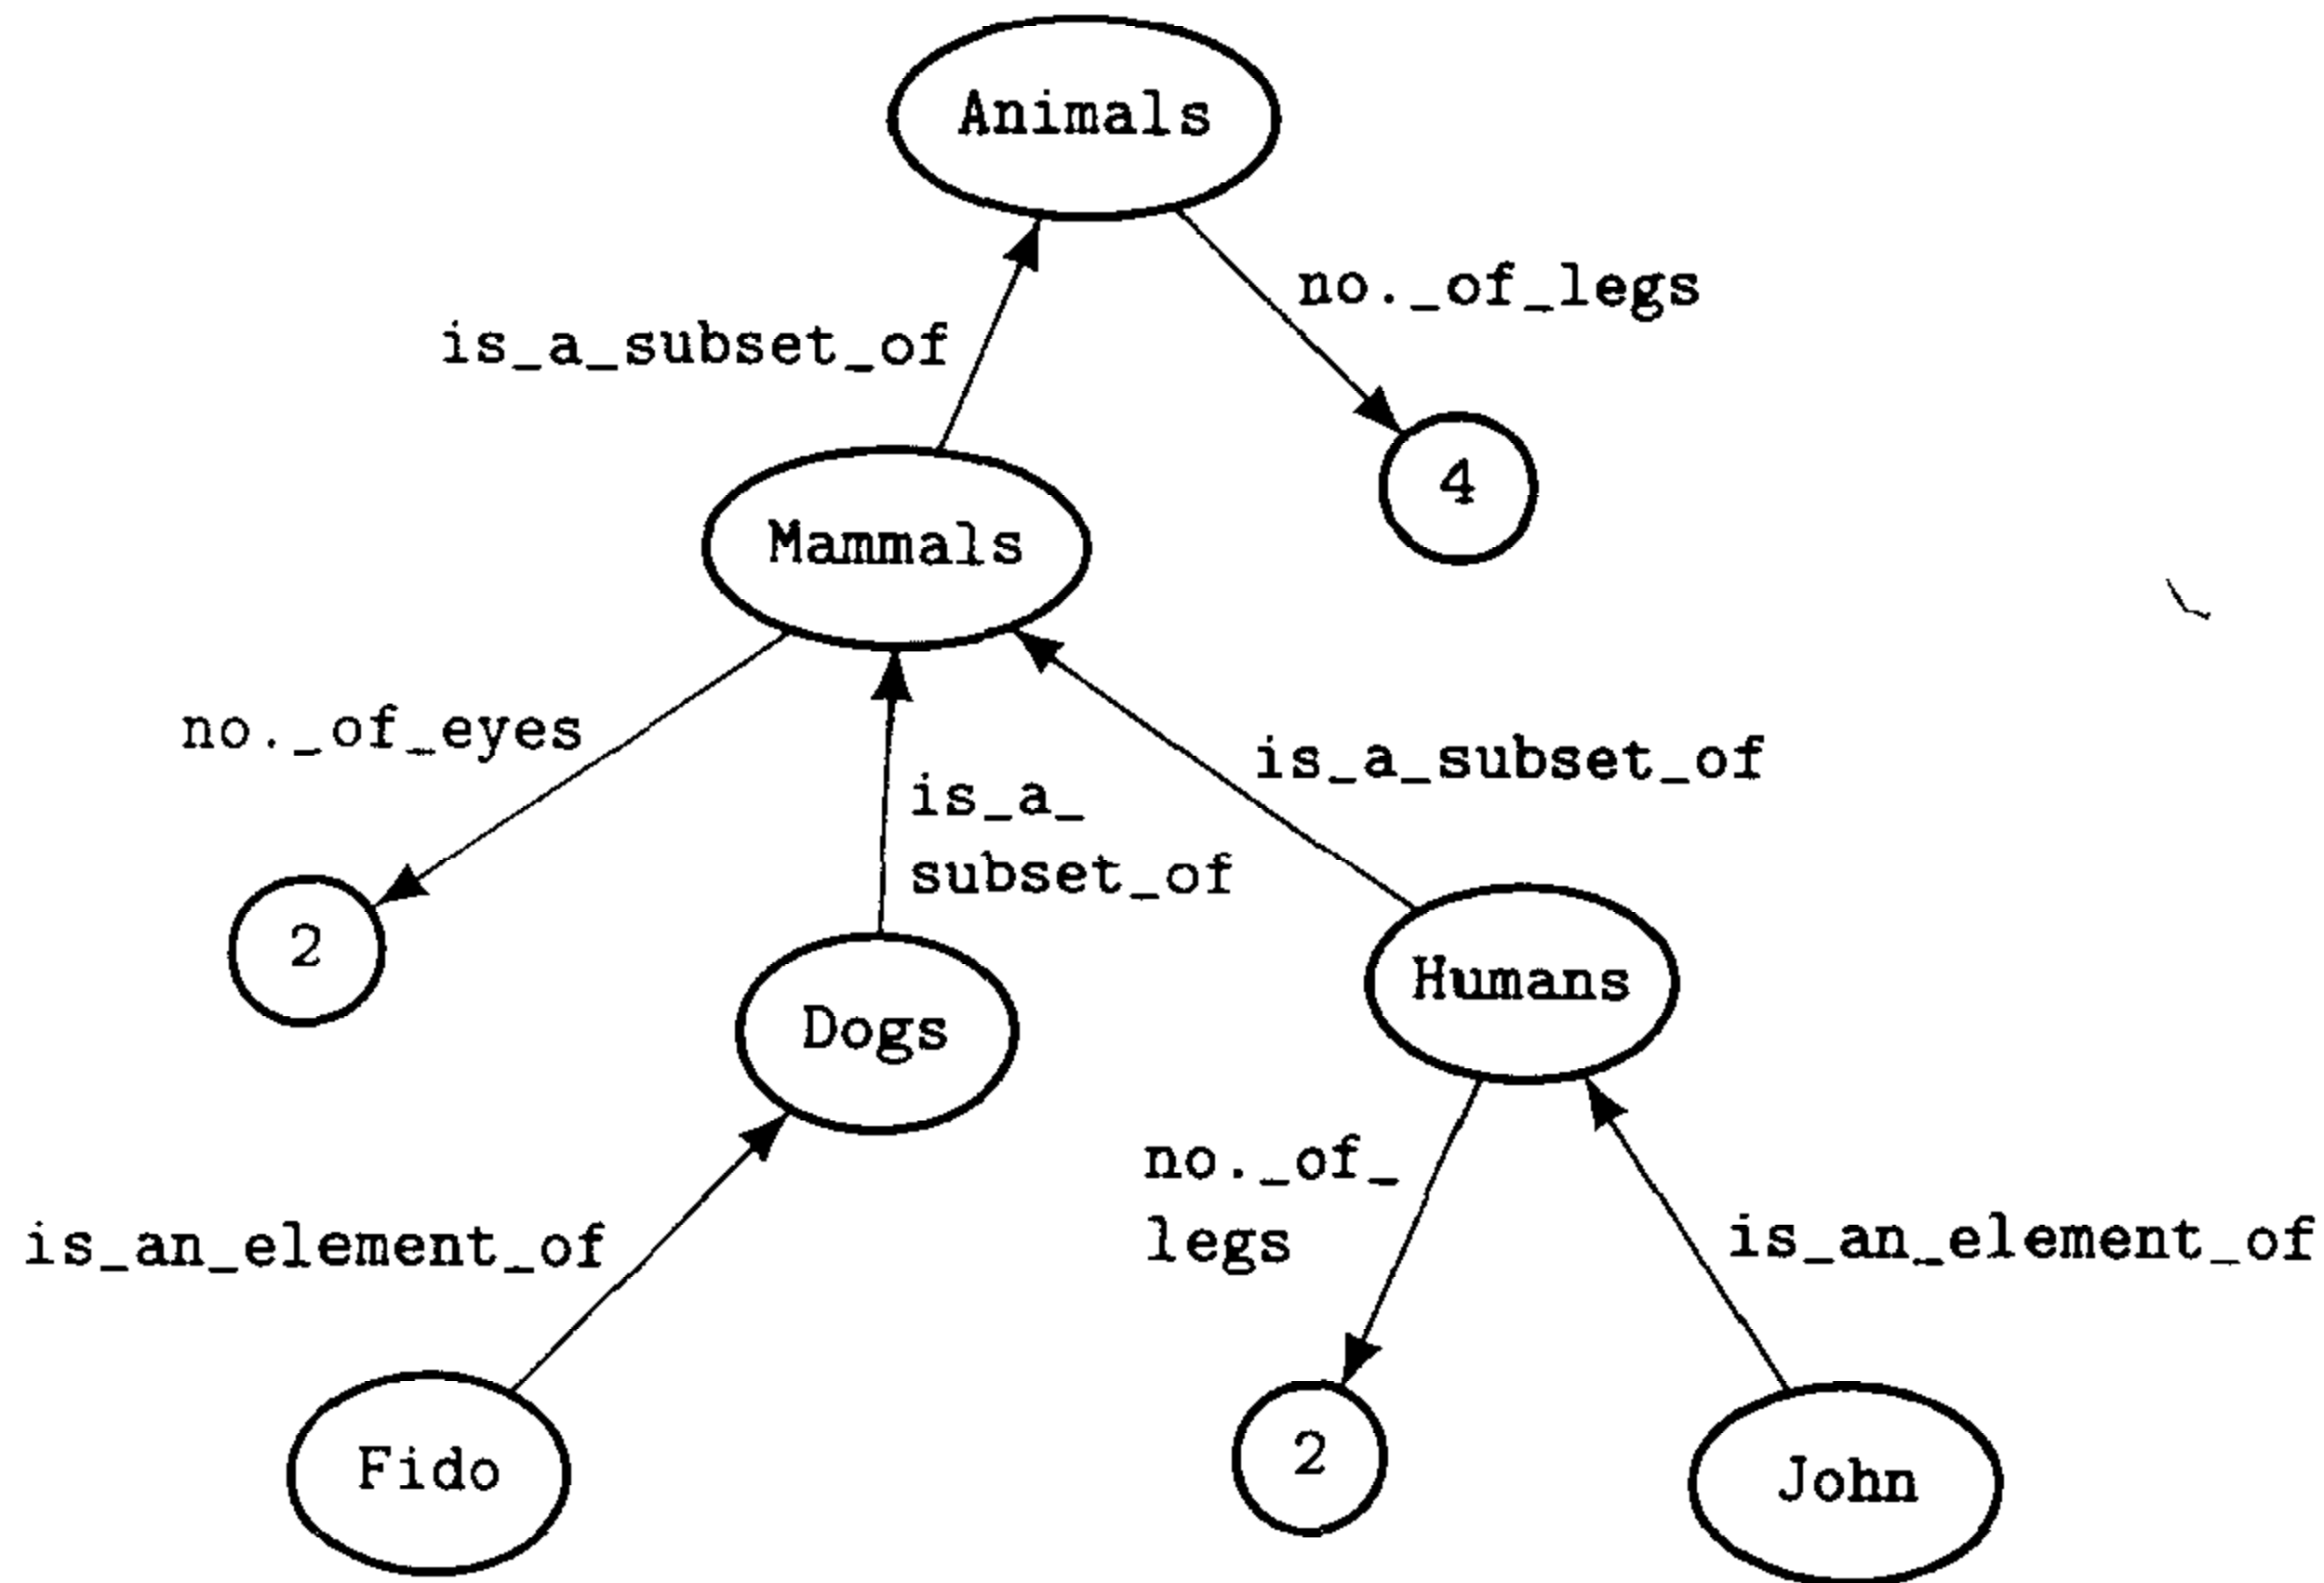 Animals
no._of_legs
is_a_subset_of
4
Mammals
no._of_eyes
is_a_subset_of
is_a_
subset_of
2
Humans
Dogs
no._of_
legs
is_an_element_of
is_an_element_of
2
Fido
John